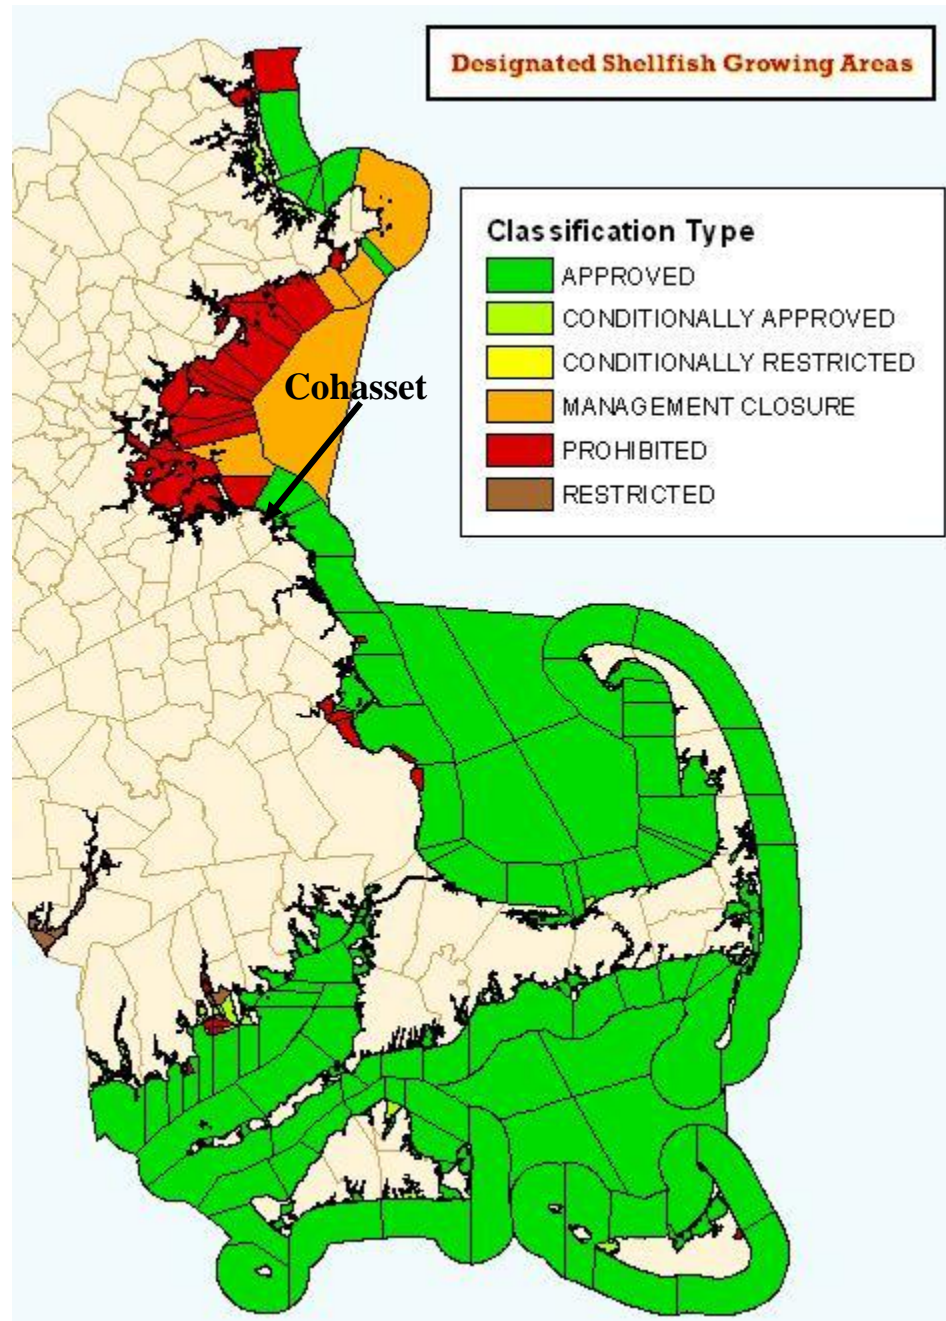 Designated Shellfish Growing Areas
Classification Type
APPROVED
CONDITIONALLY APPROVED
CONDITIONALLY RESTRICTED
Cohasset
MANAGEMENT CLOSURE
PROHIBITED
RESTRICTED